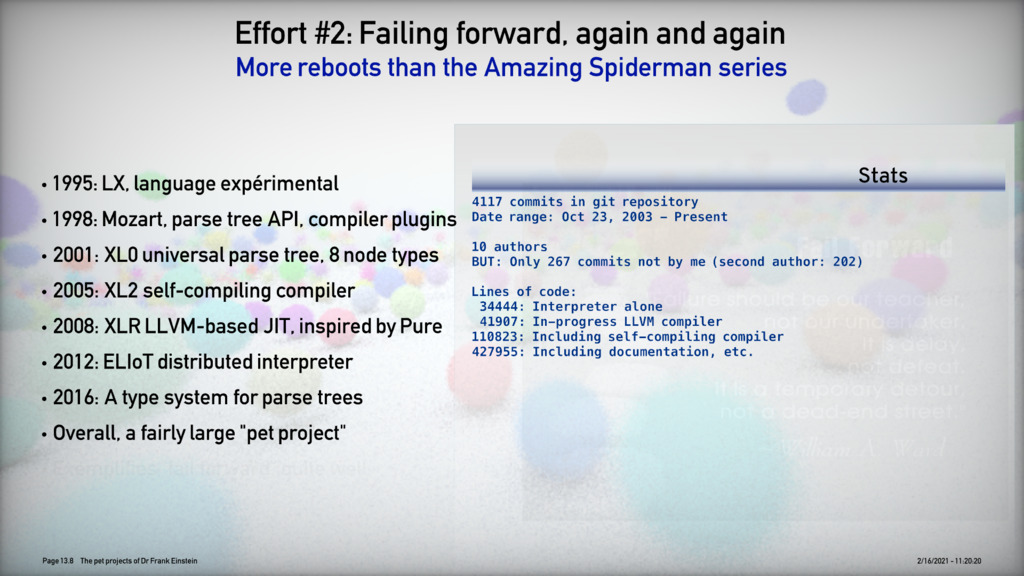 Effort #2: Failing forward, again and again
More reboots than the Amazing Spiderman series
• 1995: LX, language expérimental
• 1998: Mozart, parse tree API, compiler plugins
• 2001: XL0 universal parse tree, 8 node types
• 2005: XL2 self-compiling compiler
• 2008: XLR LLVM-based JIT, inspired by Pure
• 2012: ELIoT distributed interpreter
• 2016: A type system for parse trees
• Overall, a fairly large "pet project"
Exemplifies "fail forward" quite well
Stats
4117 commits in git repository
Date range: Oct 23, 2003 - Present
10 authors
BUT: Only 267 commits not by me (second author: 202)
Lines of code:
34444: Interpreter alone
41907: In-progress LLVM compiler
110823: Including self-compiling compiler
427955: Including documentation, etc.
Fail Forward
failure should be our teacher,
not our undertaker.
It is delay,
not defeat.
It is a temporary detour,
not a dead-end street."
William A. Ward
Page 13.8 The pet projects of Dr Frank Einstein
2/16/2021 - 11:20:20